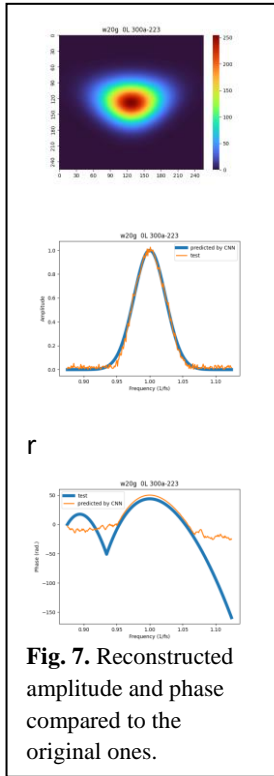 w20g 0L 300a-223
0
30
60
90
120
150
180
210
240
0 30 60 90 120 150 180 210 240
250
200
150
100
50
0
w20g 0L 300a-223
predicted by CNN
test
Amplitude
1.0
0.8
0.6
0.4
0.2
0.0
0.90 0.95 1.00 1.05 1.10
Frequency (1/fs)
r
w20g 0L 300a-223
test
predicted by CNN
Phase (rad.)
50
0
−50
−100
−150
0.90 0.95 1.00 1.05 1.10
Frequency (1/fs)
Fig. 7. Reconstructed
amplitude and phase
compared to the
original ones.